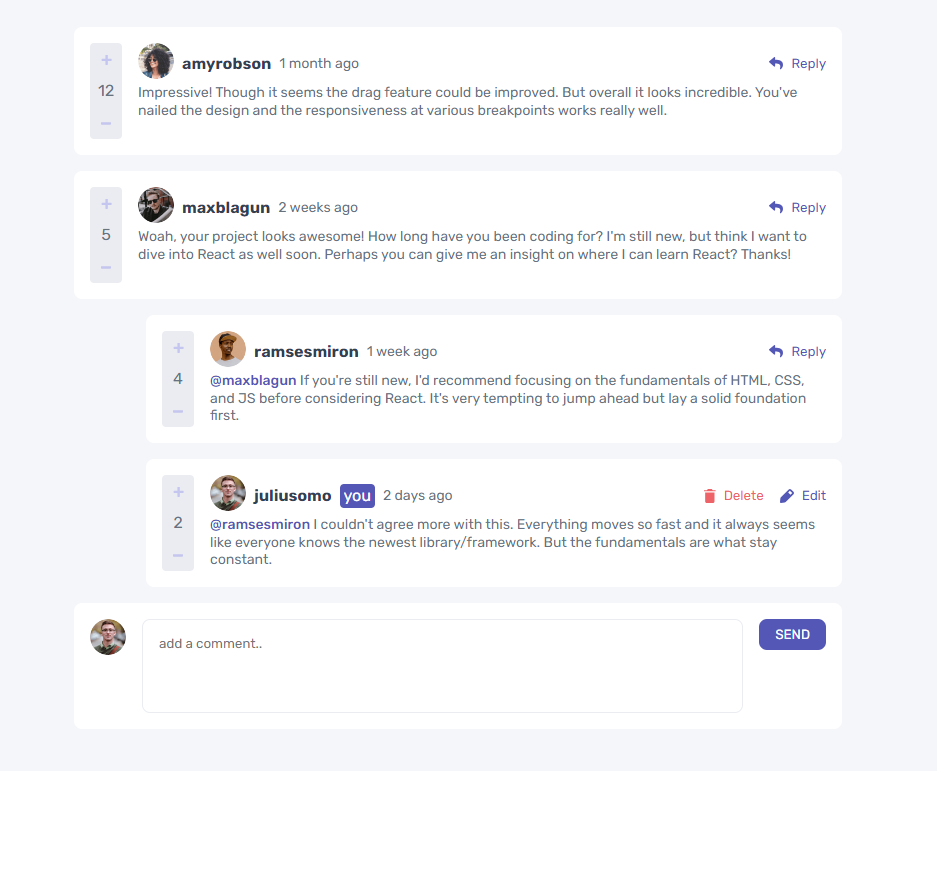 +
amyrobson 1 month ago Reply
12
Impressive! Though it seems the drag feature could be improved. But overall it looks incredible. You've
nailed the design and the responsiveness at various breakpoints works really well.
−
+
maxblagun 2 weeks ago Reply
5
Woah, your project looks awesome! How long have you been coding for? I'm still new, but think I want to
dive into React as well soon. Perhaps you can give me an insight on where I can learn React? Thanks!
−
+
ramsesmiron 1 week ago Reply
4
@maxblagun If you're still new, I'd recommend focusing on the fundamentals of HTML, CSS,
and JS before considering React. It's very tempting to jump ahead but lay a solid foundation
first.
−
+
juliusomo you 2 days ago Delete Edit
2
@ramsesmiron I couldn't agree more with this. Everything moves so fast and it always seems
like everyone knows the newest library/framework. But the fundamentals are what stay
constant.
−
add a comment..
SEND